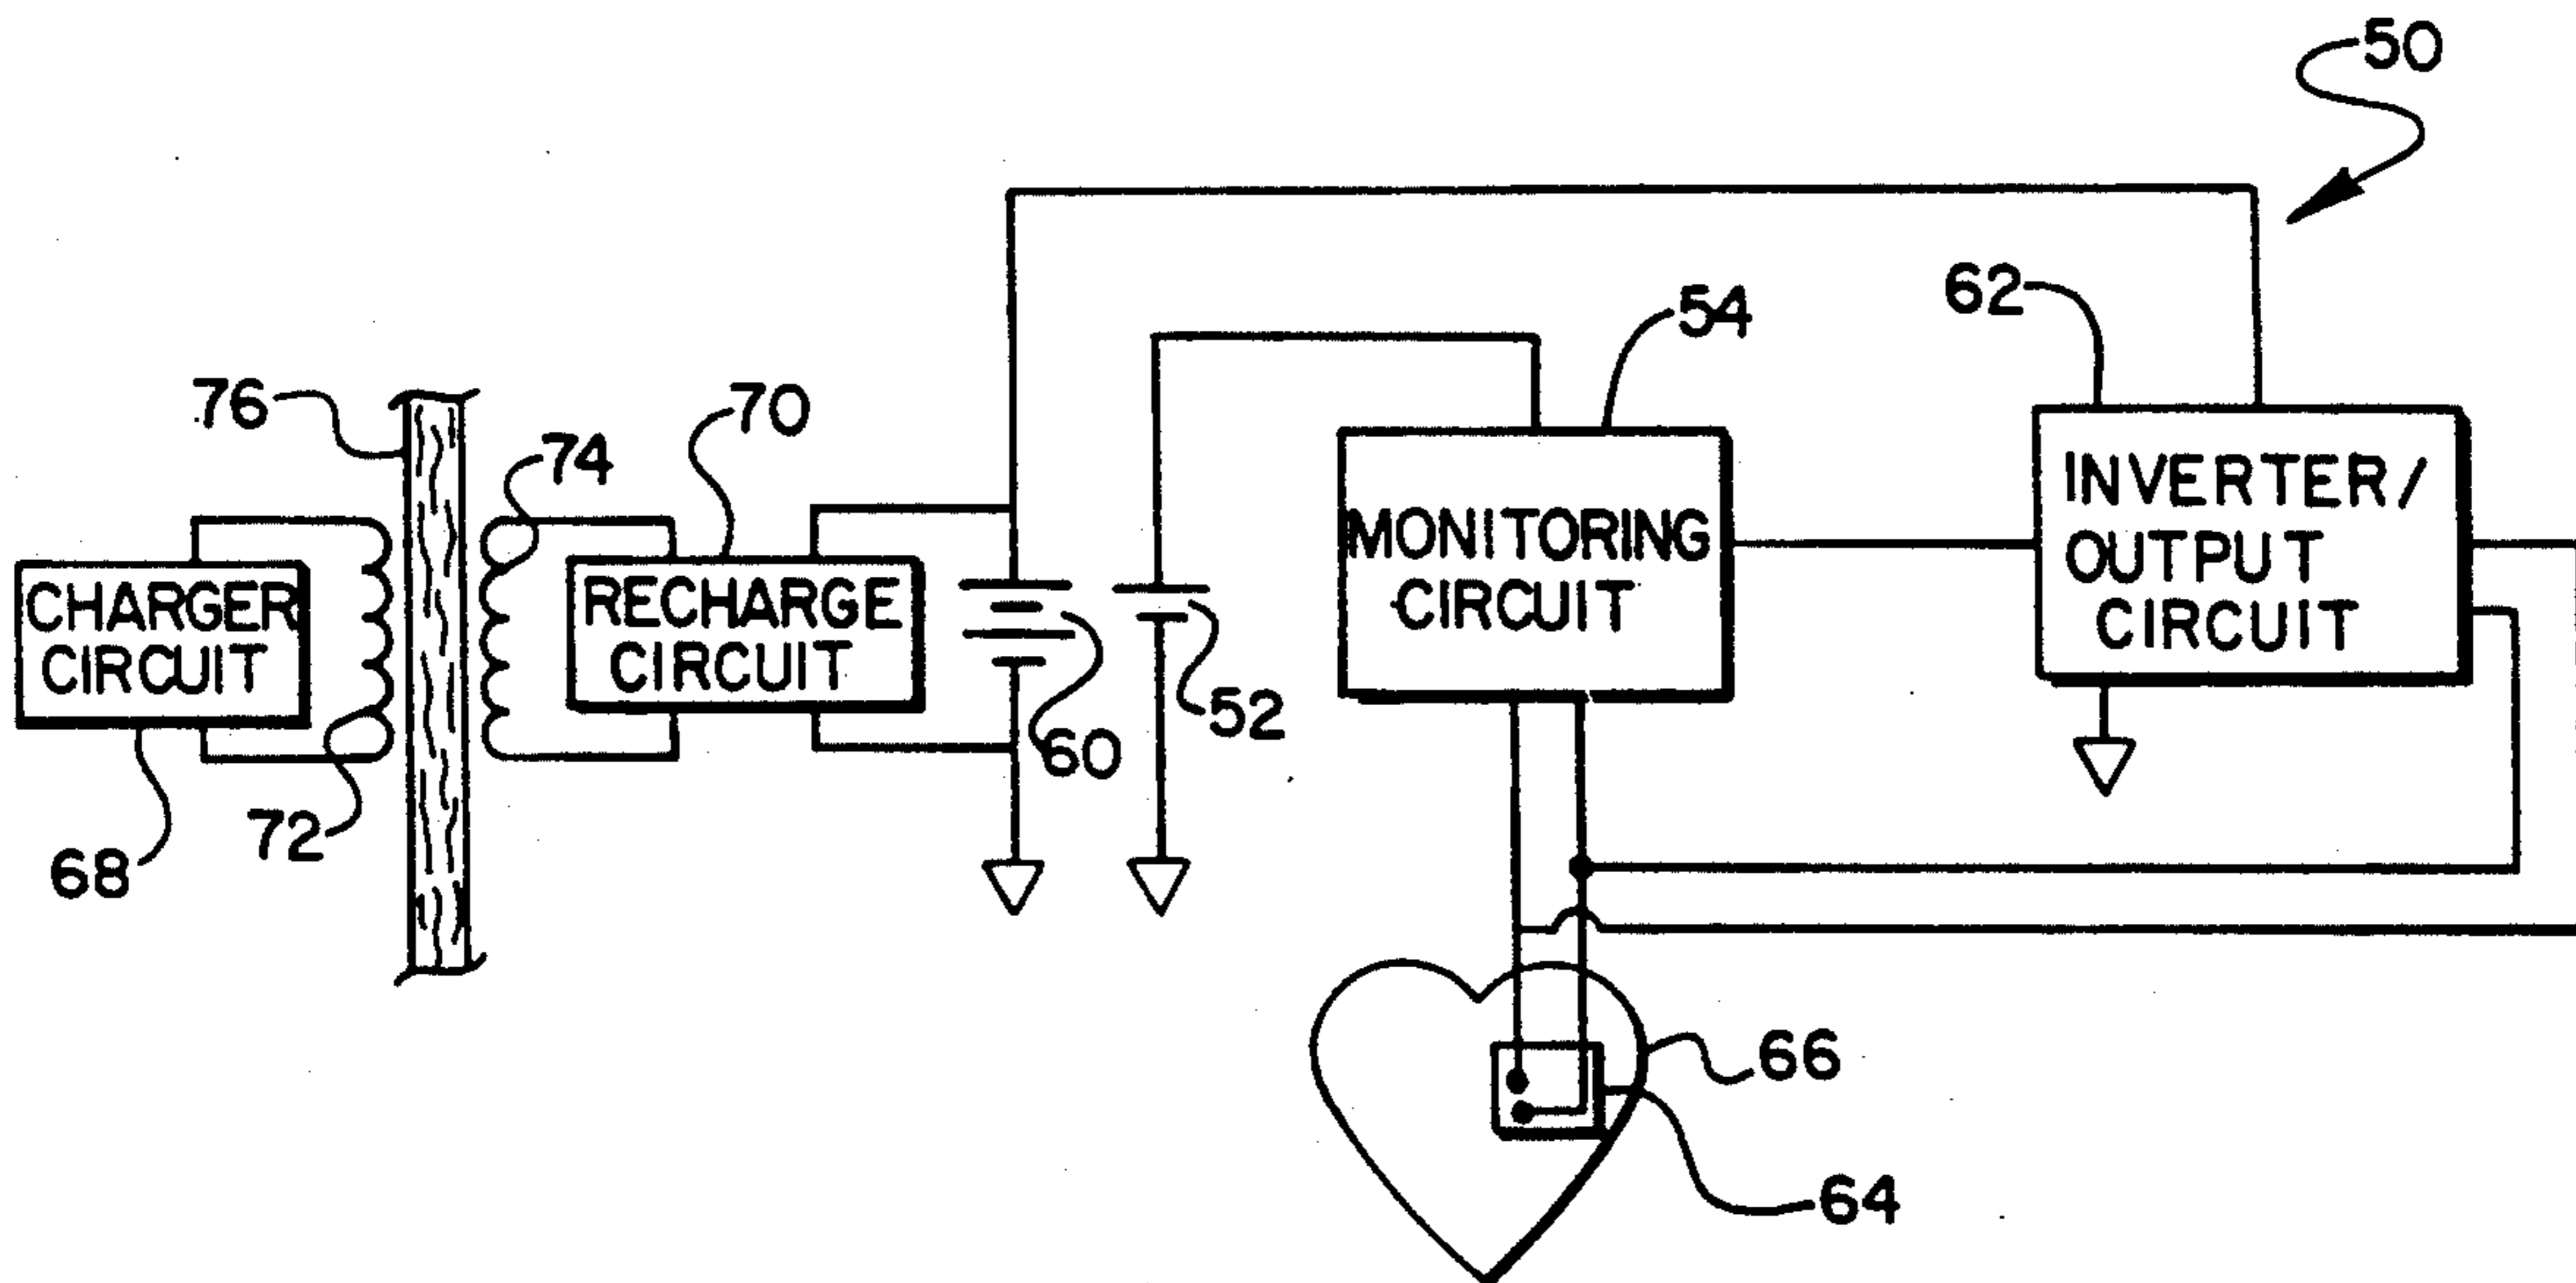 50
62
54
76
70
74
INVERTER/
OUTPUT
CIRCUIT
MONITORING
CIRCUIT
CHARGER
CIRCUIT
RECHARGE
CIRCUIT
52
60
72
68
66
64